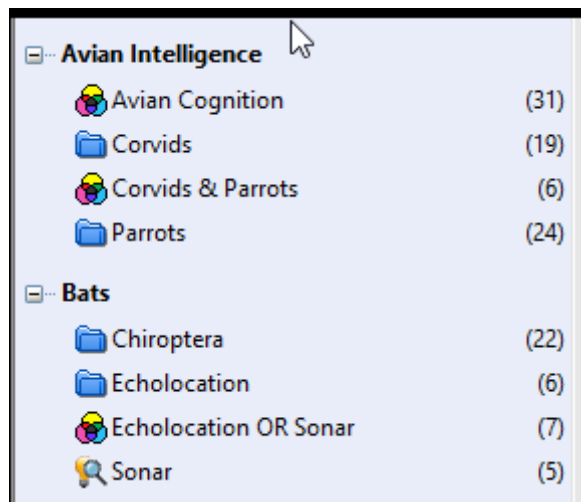 Avian Intelligence
Avian Cognition (31)
Corvids (19)
Corvids & Parrots (6)
Parrots (24)
Bats
Chiroptera (22)
Echolocation (6)
Echolocation OR Sonar (7)
Sonar (5)